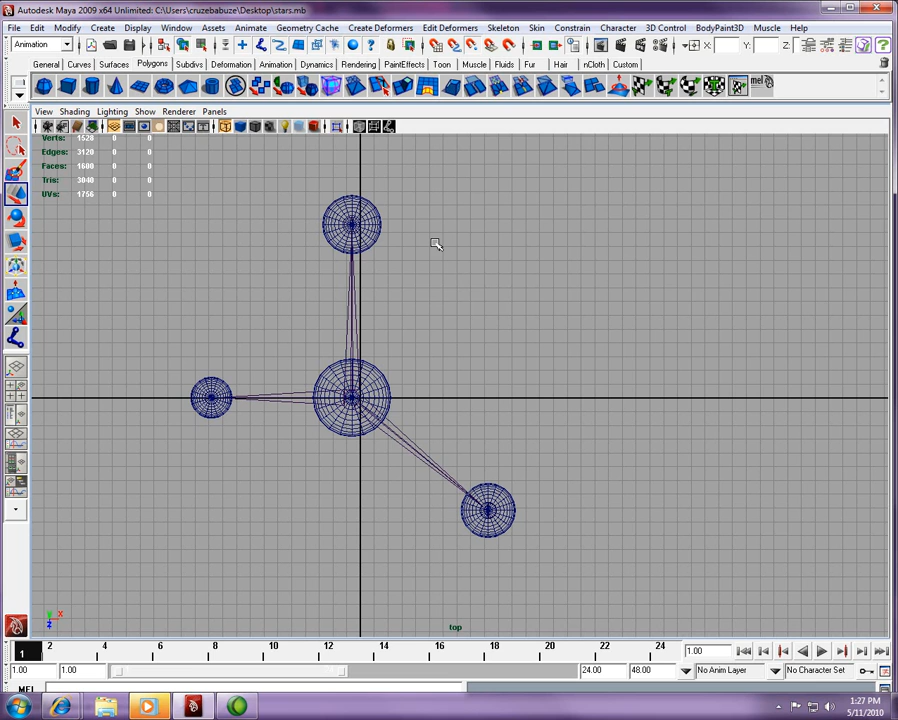 Autodesk Maya 2009 x64 Unlimited: C:\Users\cruzebabuze\Desktop\stars.mb
File Edit Modify Create Display Window Assets Animate Geometry Cache Create Deformers Edit Deformers Skeleton Skin Constrain Character 3D Control BodyPaint3D Muscle Help
Animation X: Y: Z:
General Curves Surfaces Polygons Subdivs Deformation Animation Dynamics Rendering PaintEffects Toon Muscle Fluids Fur Hair nCloth Custom
mel
View Shading Lighting Show Renderer Panels
Verts: 1528 0 0
Edges: 3120 0 0
Faces: 1600 0 0
Tris: 3040 0 0
UVs: 1756 0 0
y x
z
top
1 2 4 6 8 10 12 14 16 18 20 22 24 1.00
1.00 1.00 24.00 48.00 No Anim Layer No Character Set
MEL
1:27 PM
5/11/2010